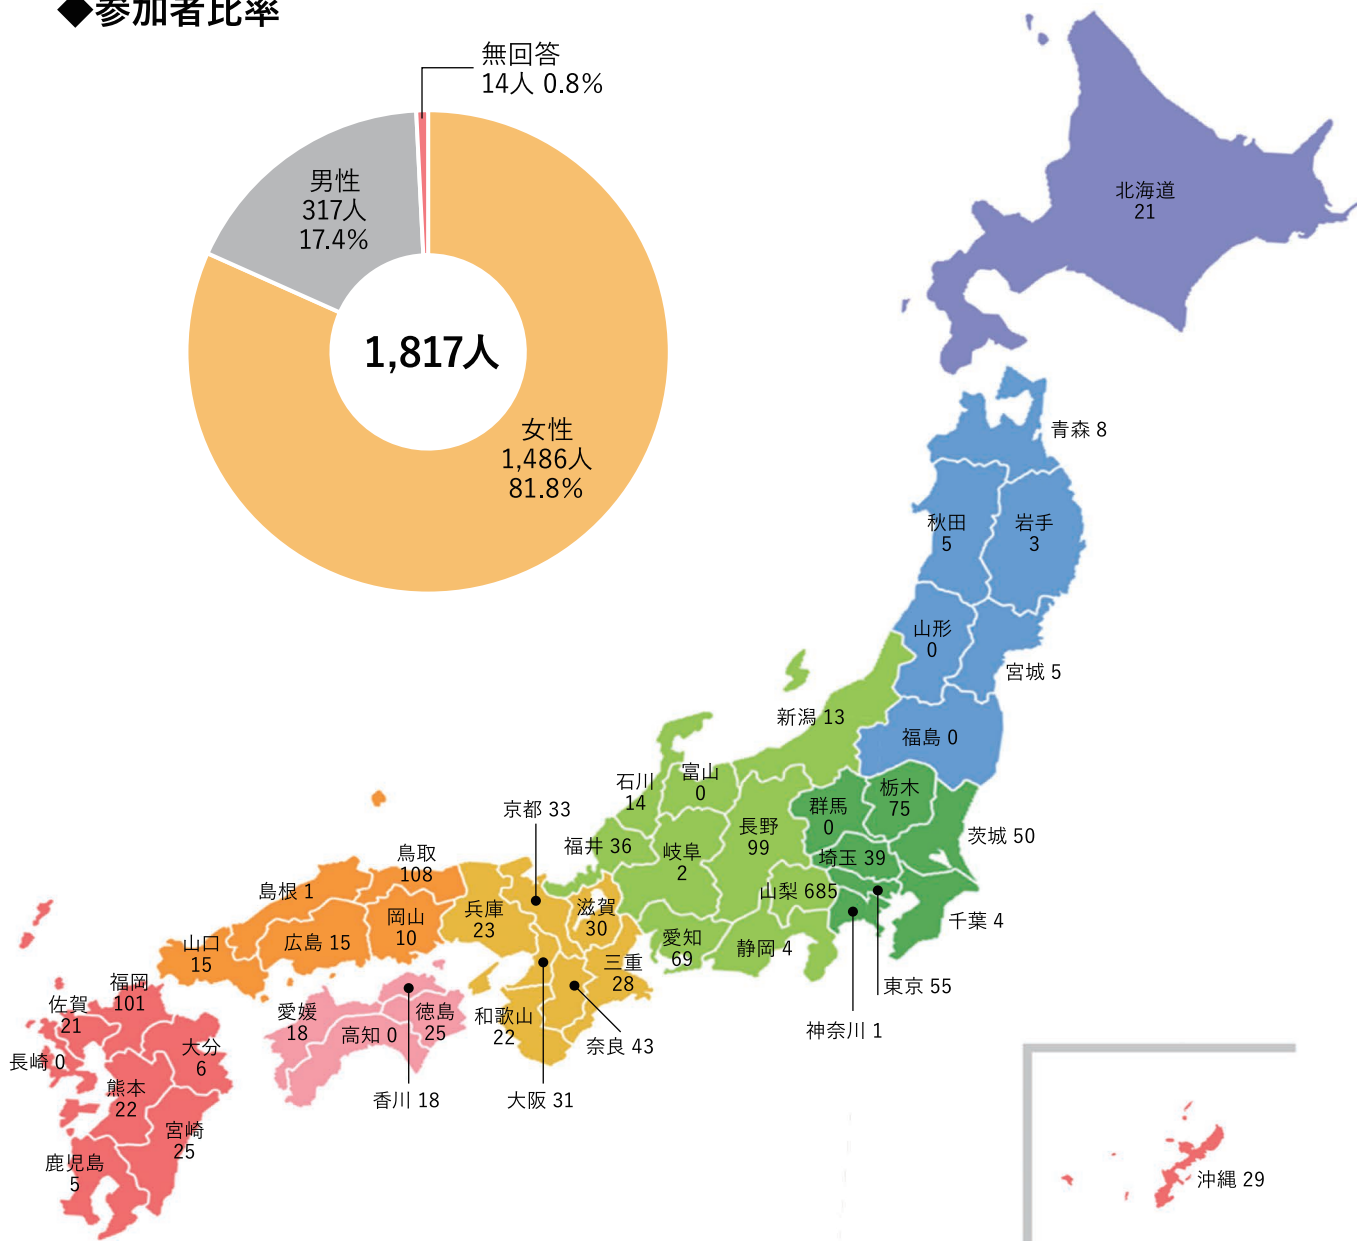 ◆参加者比率
無回答
14人 0.8%
男性
317人
17.4%
1,817人
女性
1,486人
81.8%
北海道
21
青森 8
秋田
5
岩手
3
山形
0
宮城 5
福島 0
新潟 13
石川
14
富山
0
福井 36
岐阜
2
長野
99
山梨 685
愛知
69
静岡 4
群馬
0
栃木
75
茨城 50
埼玉 39
千葉 4
東京 55
神奈川 1
京都 33
兵庫
23
滋賀
30
三重
28
和歌山
22
奈良 43
大阪 31
鳥取
108
島根 1
岡山
10
広島 15
山口
15
愛媛
18
高知 0
徳島
25
香川 18
福岡
101
佐賀
21
長崎 0
大分
6
熊本
22
宮崎
25
鹿児島
5
沖縄 29